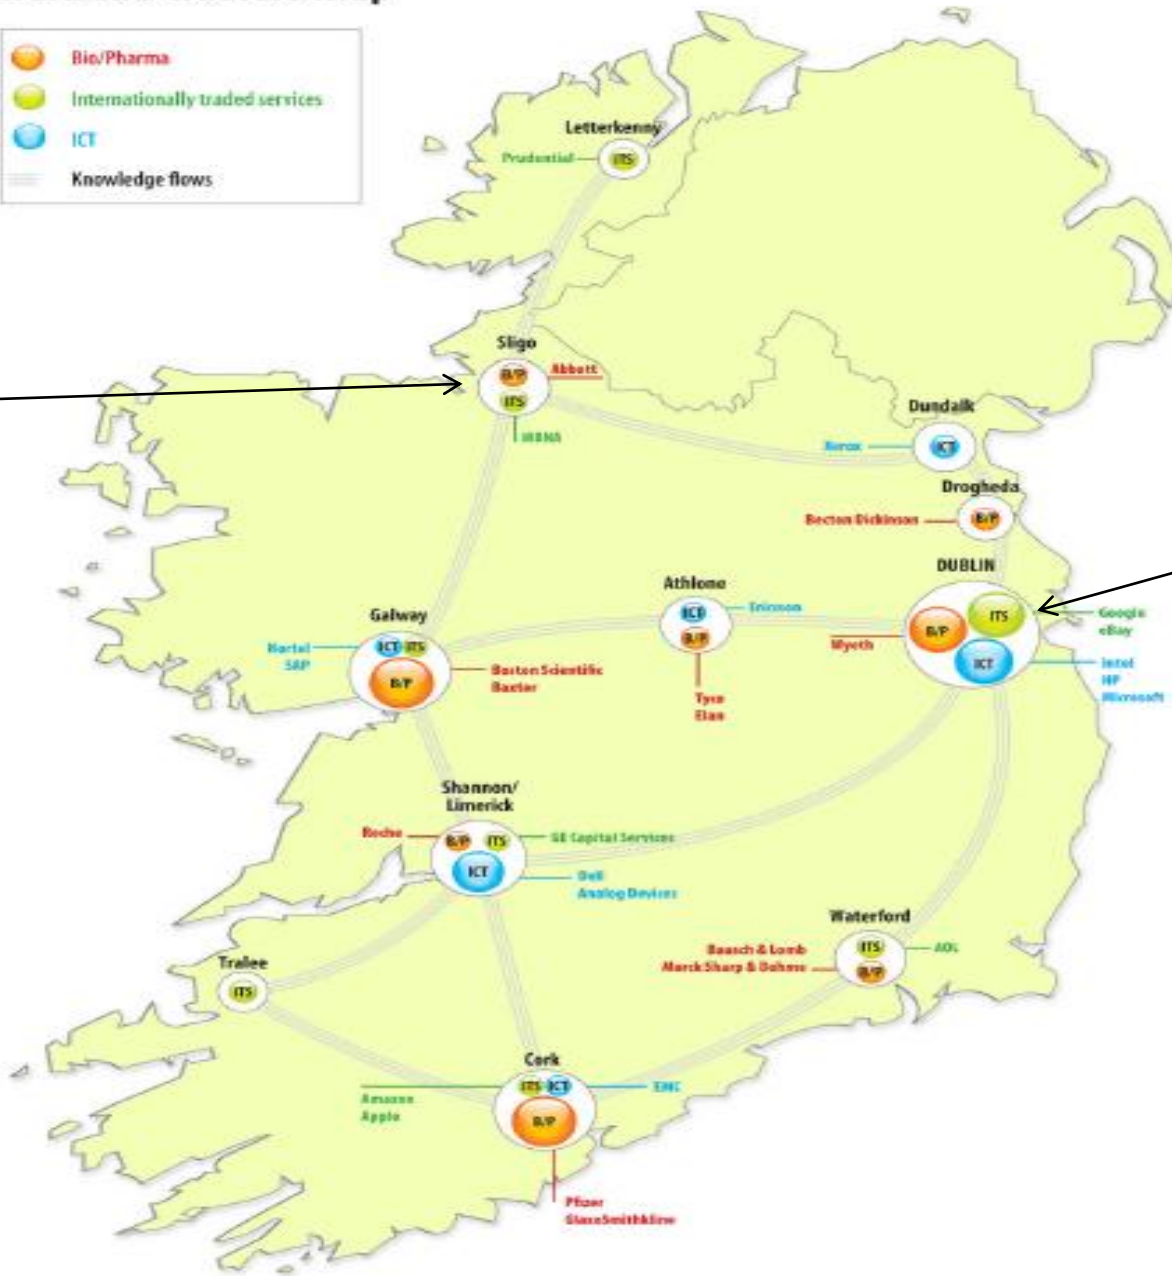 Bio/Pharma
Internationally traded services
ICT
Knowledge flows
Letterkenny
Prudential
ITS
Sligo
B/P
Abbott
ITS
MBNA
Dundalk
Xerox
ICT
Drogheda
Becton Dickinson
B/P
DUBLIN
ITS
B/P
ICT
Google
eBay
Wyeth
Intel
HP
Microsoft
Athlone
ICT
B/P
Ericsson
Tyco
Elan
Galway
Nortel
SAP
ICT ITS
B/P
Boston Scientific
Baxter
Shannon/
Limerick
Roche
B/P ITS
ICT
GE Capital Services
Dell
Analog Devices
Waterford
ITS
B/P
AOL
Bausch & Lomb
Merck Sharp & Dohme
Tralee
ITS
Cork
ITS ICT
B/P
EMC
Amazon
Apple
Pfizer
GlaxoSmithkline